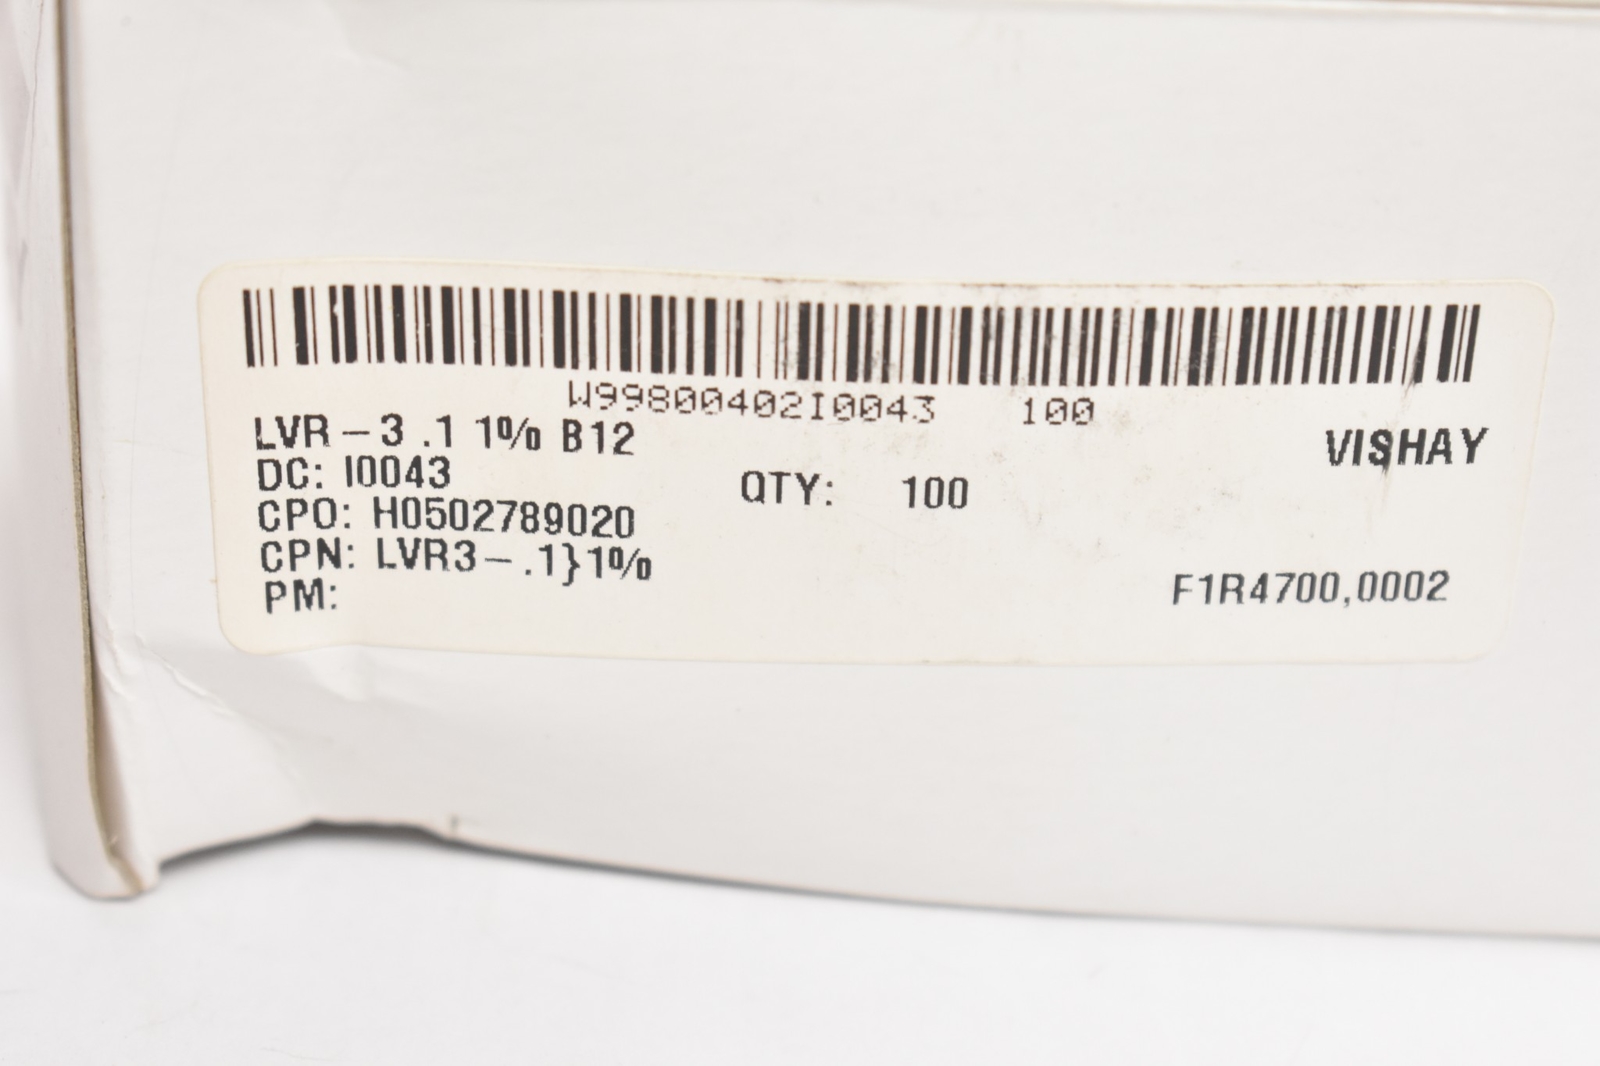 W99800402I0043 100
LVR-3 .1 1% B12
VISHAY
DC: I0043
QTY: 100
CPO: H0502789020
CPN: LVR3-.1}1%
PM:
F1R4700,0002